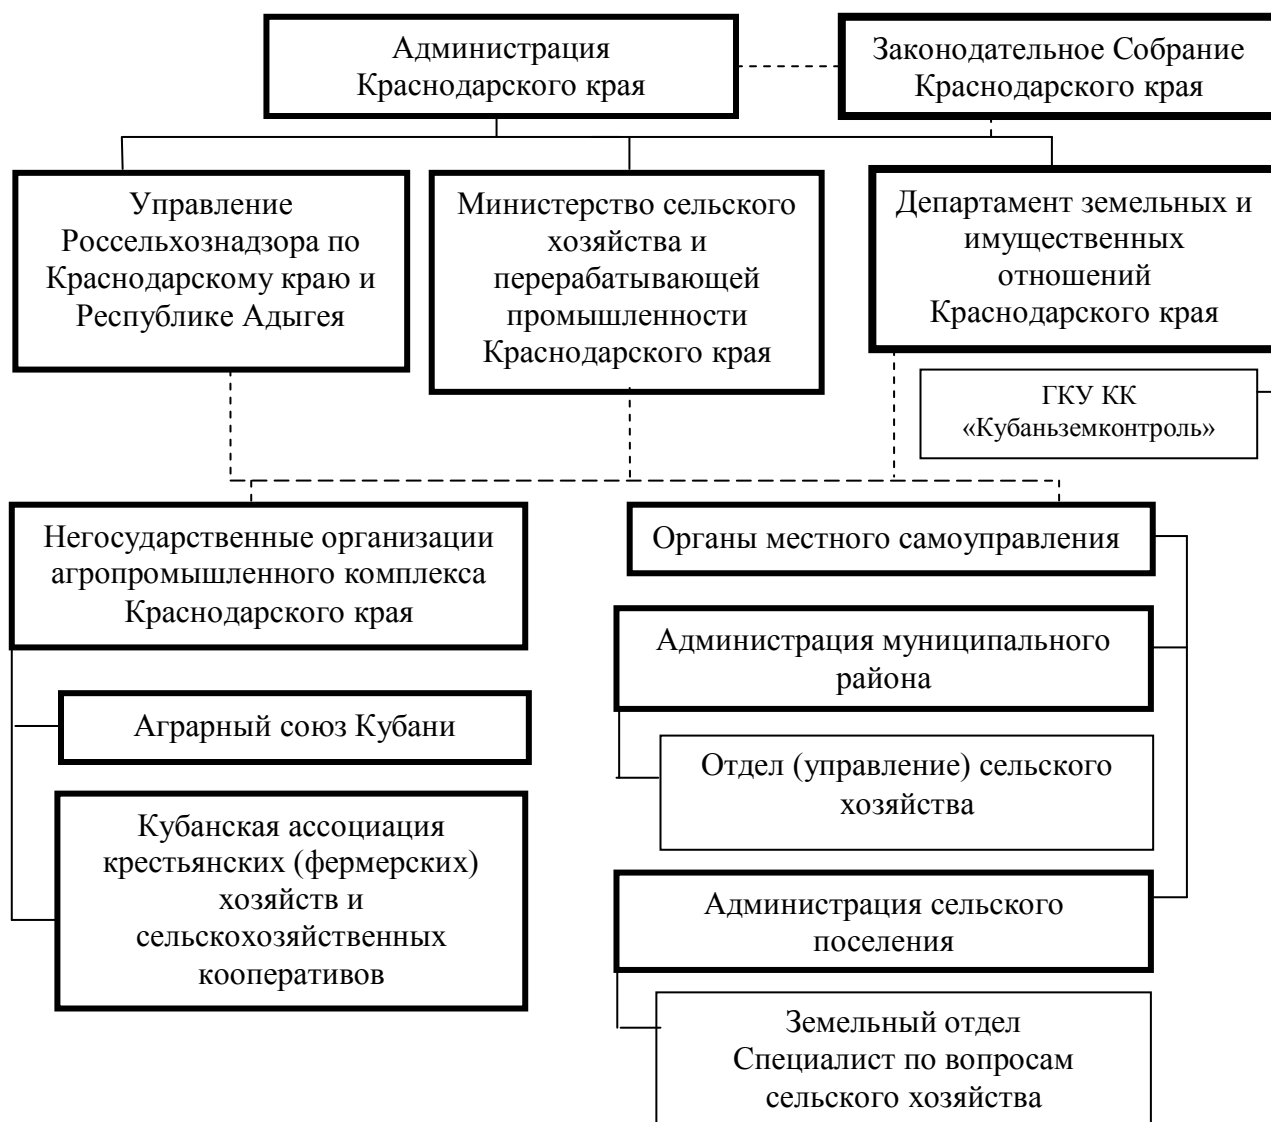 Администрация
Краснодарского края
Законодательное Собрание
Краснодарского края
Управление
Россельхознадзора по
Краснодарскому краю и
Республике Адыгея
Министерство сельского
хозяйства и
перерабатывающей
промышленности
Краснодарского края
Департамент земельных и
имущественных
отношений
Краснодарского края
ГКУ КК
«Кубаньземконтроль»
Негосударственные организации
агропромышленного комплекса
Краснодарского края
Аграрный союз Кубани
Кубанская ассоциация
крестьянских (фермерских)
хозяйств и
сельскохозяйственных
кооперативов
Органы местного самоуправления
Администрация муниципального
района
Отдел (управление) сельского
хозяйства
Администрация сельского
поселения
Земельный отдел
Специалист по вопросам
сельского хозяйства